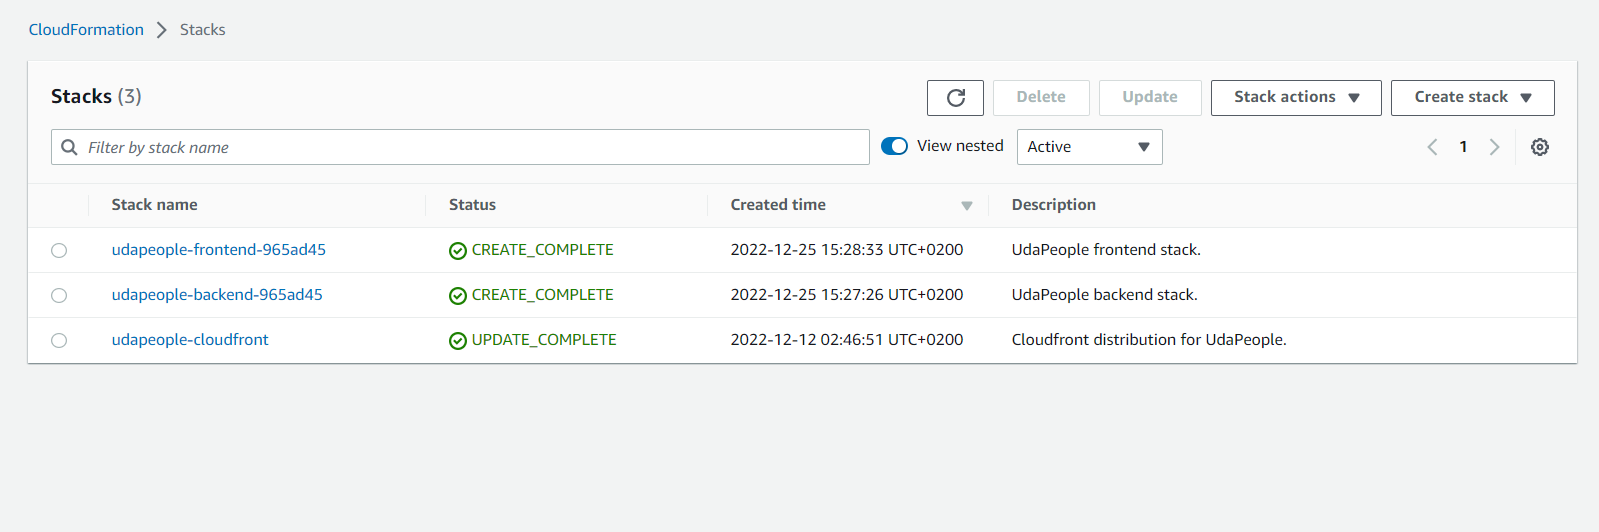 CloudFormation > Stacks
Stacks (3)
Delete
Update
Stack actions
Create stack
Filter by stack name
View nested
Active
1
Stack name Status Created time Description
udapeople-frontend-965ad45 CREATE_COMPLETE 2022-12-25 15:28:33 UTC+0200 UdaPeople frontend stack.
udapeople-backend-965ad45 CREATE_COMPLETE 2022-12-25 15:27:26 UTC+0200 UdaPeople backend stack.
udapeople-cloudfront UPDATE_COMPLETE 2022-12-12 02:46:51 UTC+0200 Cloudfront distribution for UdaPeople.